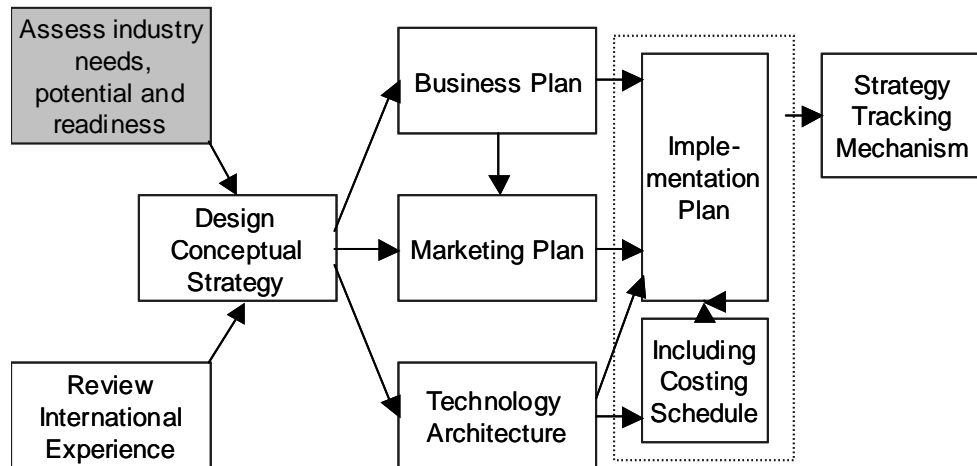 Assess industry
needs,
potential and
readiness
Business Plan
Strategy
Tracking
Mechanism
Imple-
mentation
Plan
Design
Conceptual
Strategy
Marketing Plan
Review
International
Experience
Technology
Architecture
Including
Costing
Schedule